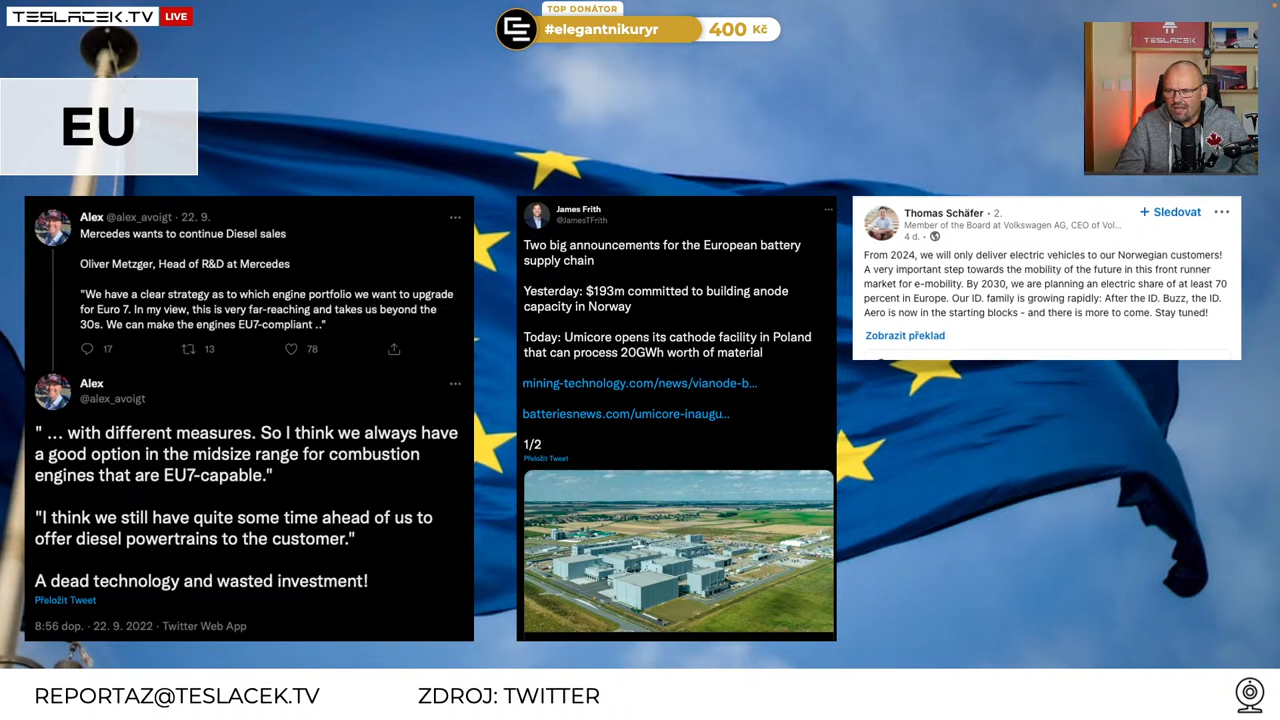 TESLACEK.TV LIVE
TOP DONÁTOR
#elegantnikuryr 400 Kč
TESLACEK
EU
Alex @alex_avoigt · 22. 9.
Mercedes wants to continue Diesel sales
Oliver Metzger, Head of R&D at Mercedes
"We have a clear strategy as to which engine portfolio we want to upgrade
for Euro 7. In my view, this is very far-reaching and takes us beyond the
30s. We can make the engines EU7-compliant .."
17 13 78
Alex
@alex_avoigt
" ... with different measures. So I think we always have
a good option in the midsize range for combustion
engines that are EU7-capable."
"I think we still have quite some time ahead of us to
offer diesel powertrains to the customer."
A dead technology and wasted investment!
Přeložit Tweet
8:56 dop. · 22. 9. 2022 · Twitter Web App
James Frith
@JamesTFrith
Two big announcements for the European battery
supply chain
Yesterday: $193m committed to building anode
capacity in Norway
Today: Umicore opens its cathode facility in Poland
that can process 20GWh worth of material
mining-technology.com/news/vianode-b...
batteriesnews.com/umicore-inaugu...
1/2
Přeložit Tweet
Thomas Schäfer · 2.
+ Sledovat
Member of the Board at Volkswagen AG, CEO of Vol...
4 d. ·
From 2024, we will only deliver electric vehicles to our Norwegian customers!
A very important step towards the mobility of the future in this front runner
market for e-mobility. By 2030, we are planning an electric share of at least 70
percent in Europe. Our ID. family is growing rapidly: After the ID. Buzz, the ID.
Aero is now in the starting blocks - and there is more to come. Stay tuned!
Zobrazit překlad
REPORTAZ@TESLACEK.TV ZDROJ: TWITTER